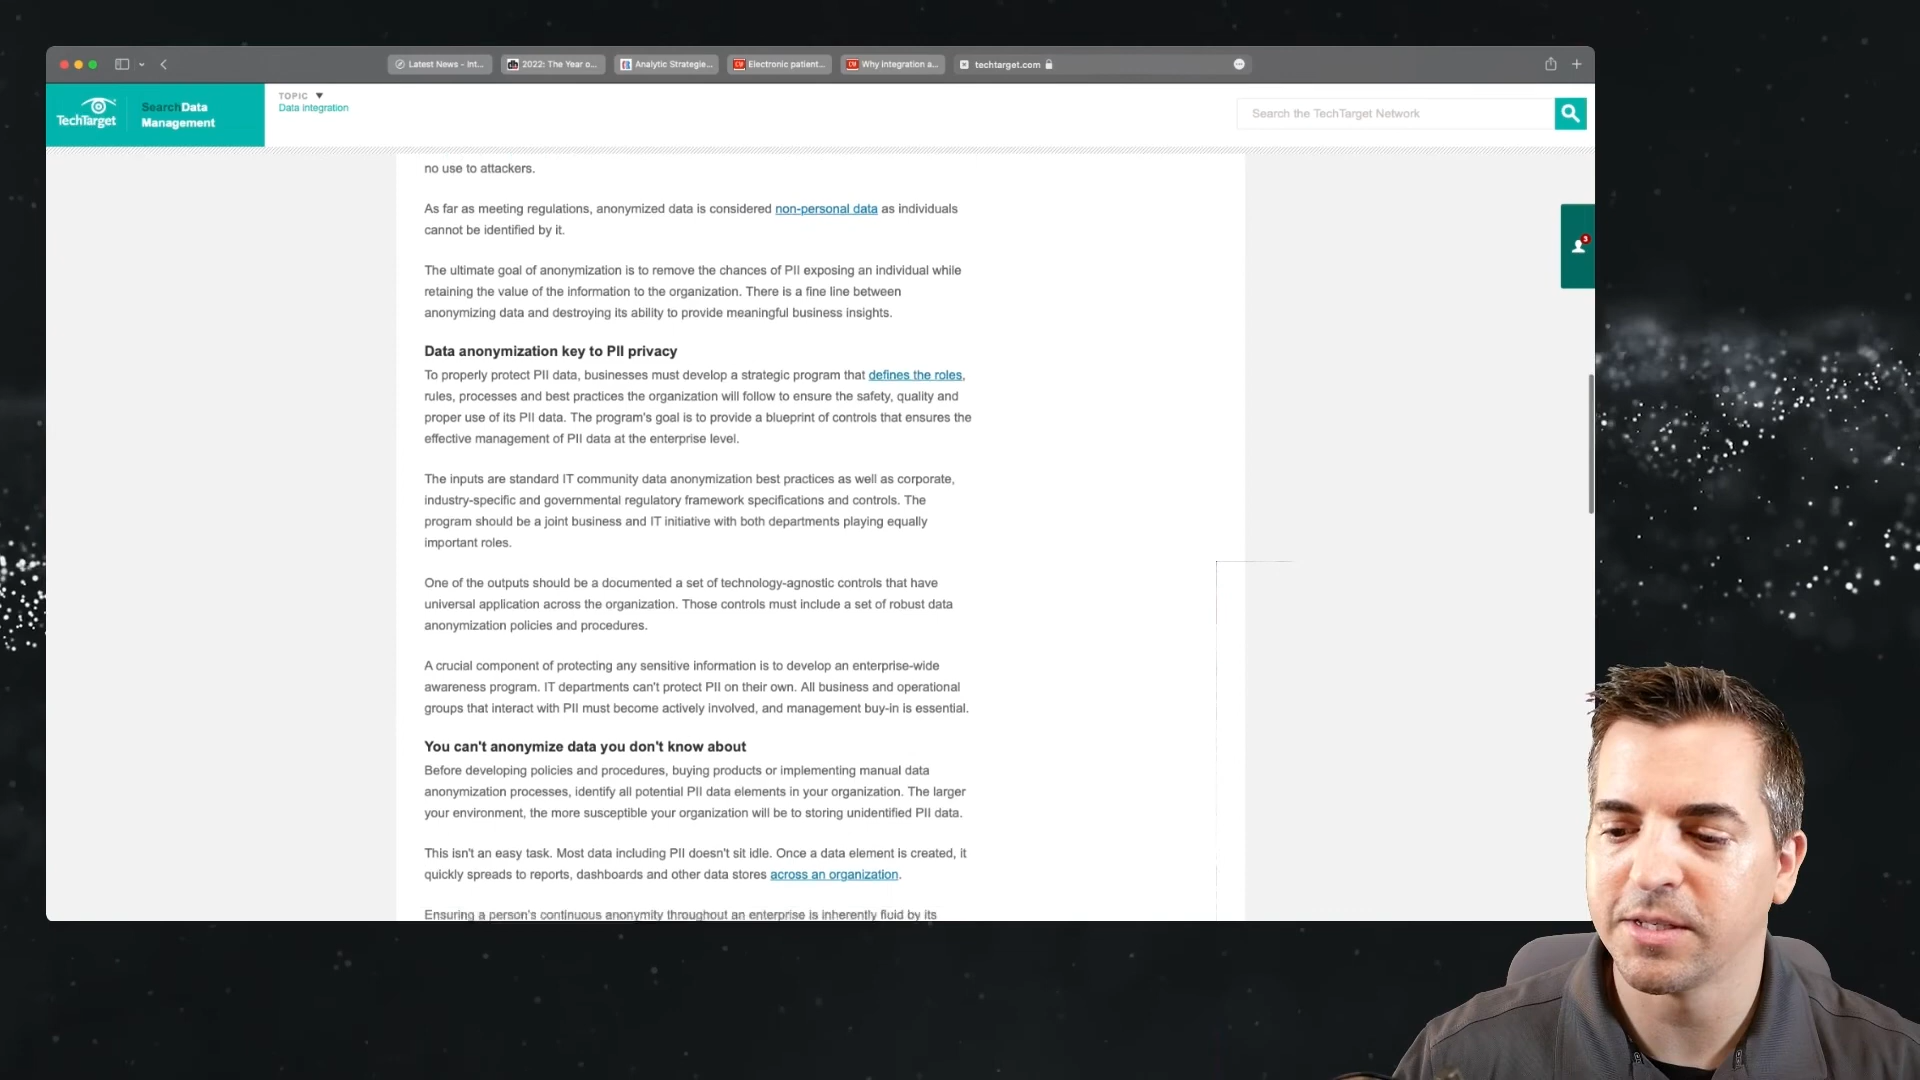 Latest News - Int...
2022: The Year o...
Analytic Strategie...
CW
Electronic patient...
CW
Why integration a...
techtarget.com
TechTarget
SearchData
Management
TOPIC
Data integration
Search the TechTarget Network
3
no use to attackers.
As far as meeting regulations, anonymized data is considered non-personal data as individuals
cannot be identified by it.
The ultimate goal of anonymization is to remove the chances of PII exposing an individual while
retaining the value of the information to the organization. There is a fine line between
anonymizing data and destroying its ability to provide meaningful business insights.
Data anonymization key to PII privacy
To properly protect PII data, businesses must develop a strategic program that defines the roles,
rules, processes and best practices the organization will follow to ensure the safety, quality and
proper use of its PII data. The program's goal is to provide a blueprint of controls that ensures the
effective management of PII data at the enterprise level.
The inputs are standard IT community data anonymization best practices as well as corporate,
industry-specific and governmental regulatory framework specifications and controls. The
program should be a joint business and IT initiative with both departments playing equally
important roles.
One of the outputs should be a documented a set of technology-agnostic controls that have
universal application across the organization. Those controls must include a set of robust data
anonymization policies and procedures.
A crucial component of protecting any sensitive information is to develop an enterprise-wide
awareness program. IT departments can't protect PII on their own. All business and operational
groups that interact with PII must become actively involved, and management buy-in is essential.
You can't anonymize data you don't know about
Before developing policies and procedures, buying products or implementing manual data
anonymization processes, identify all potential PII data elements in your organization. The larger
your environment, the more susceptible your organization will be to storing unidentified PII data.
This isn't an easy task. Most data including PII doesn't sit idle. Once a data element is created, it
quickly spreads to reports, dashboards and other data stores across an organization.
Ensuring a person's continuous anonymity throughout an enterprise is inherently fluid by its